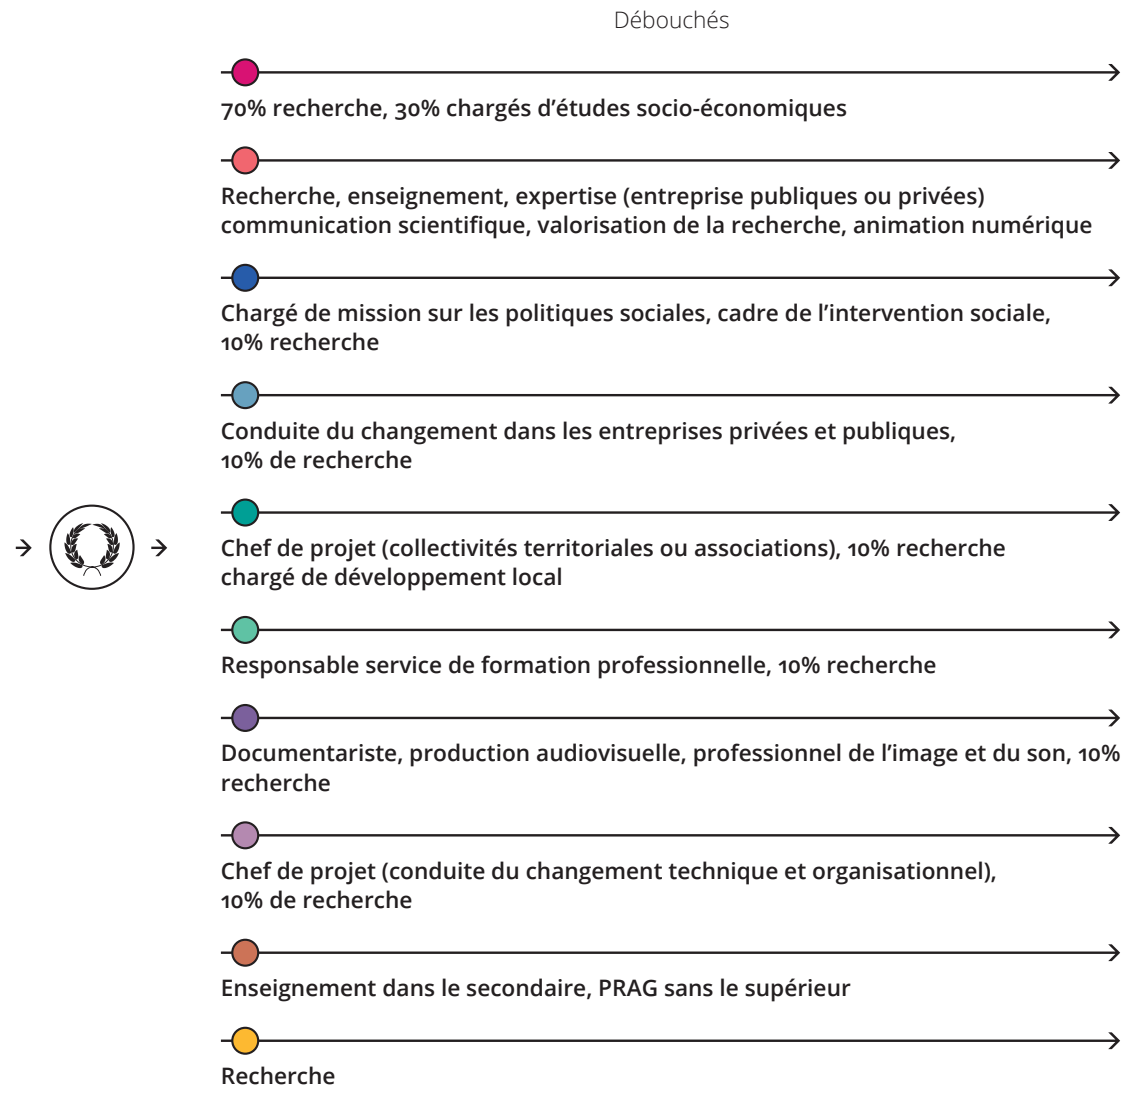 Débouchés
70% recherche, 30% chargés d’études socio-économiques
Recherche, enseignement, expertise (entreprise publiques ou privées)
communication scientifique, valorisation de la recherche, animation numérique
Chargé de mission sur les politiques sociales, cadre de l’intervention sociale,
10% recherche
Conduite du changement dans les entreprises privées et publiques,
10% de recherche
Chef de projet (collectivités territoriales ou associations), 10% recherche
chargé de développement local
Responsable service de formation professionnelle, 10% recherche
Documentariste, production audiovisuelle, professionnel de l’image et du son, 10%
recherche
Chef de projet (conduite du changement technique et organisationnel),
10% de recherche
Enseignement dans le secondaire, PRAG sans le supérieur
Recherche